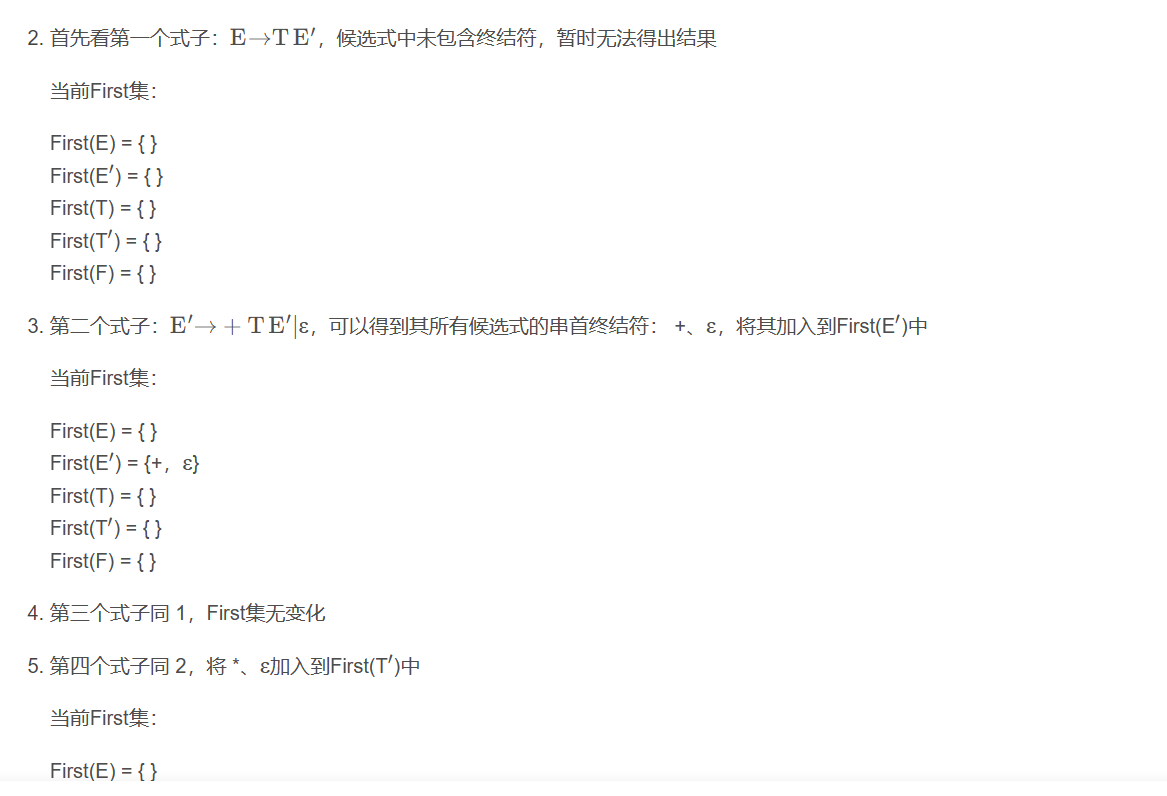 2. 首先看第一个式子：E→T E′，候选式中未包含终结符，暂时无法得出结果
当前First集：
First(E) = { }
First(E′) = { }
First(T) = { }
First(T′) = { }
First(F) = { }
3. 第二个式子：E′→ + T E′|ε，可以得到其所有候选式的串首终结符： +、ε，将其加入到First(E′)中
当前First集：
First(E) = { }
First(E′) = {+，ε}
First(T) = { }
First(T′) = { }
First(F) = { }
4. 第三个式子同 1，First集无变化
5. 第四个式子同 2，将 *、ε加入到First(T′)中
当前First集：
First(E) = { }